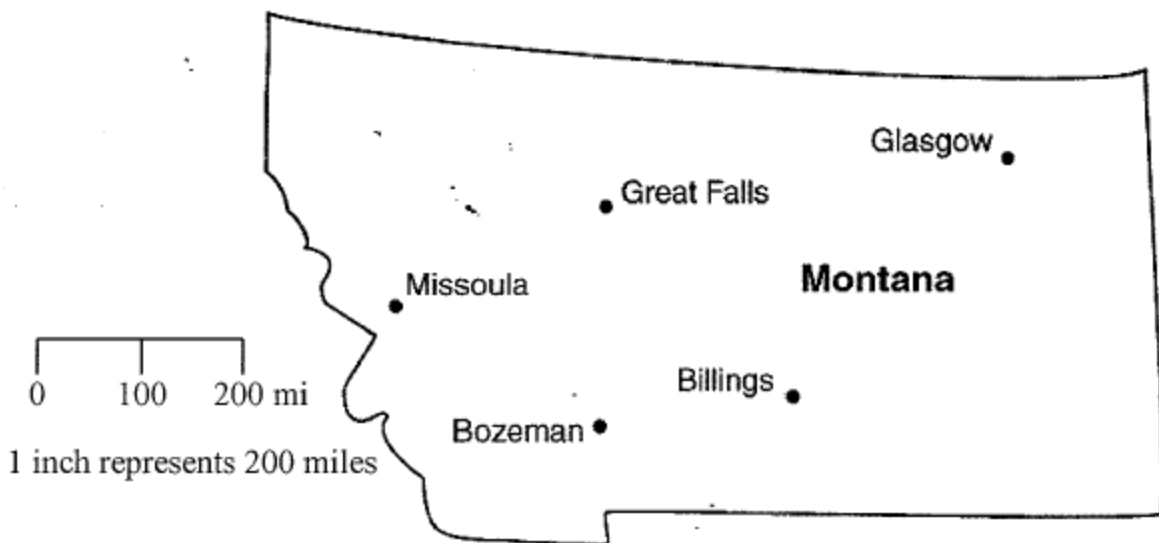 Glasgow
Great Falls
Montana
Missoula
0 100 200 mi
Billings
Bozeman
1 inch represents 200 miles